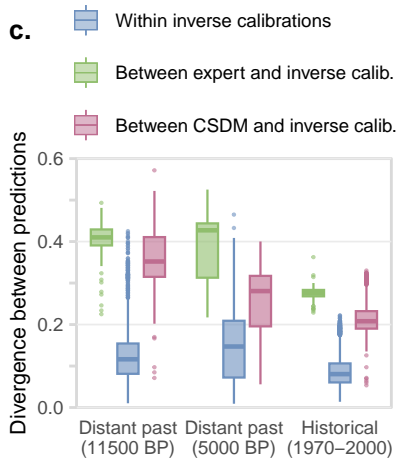 c.
Within inverse calibrations
Between expert and inverse calib.
Between CSDM and inverse calib.
Divergence between predictions
0.6
0.4
0.2
0.0
Distant past
(11500 BP)
Distant past
(5000 BP)
Historical
(1970–2000)